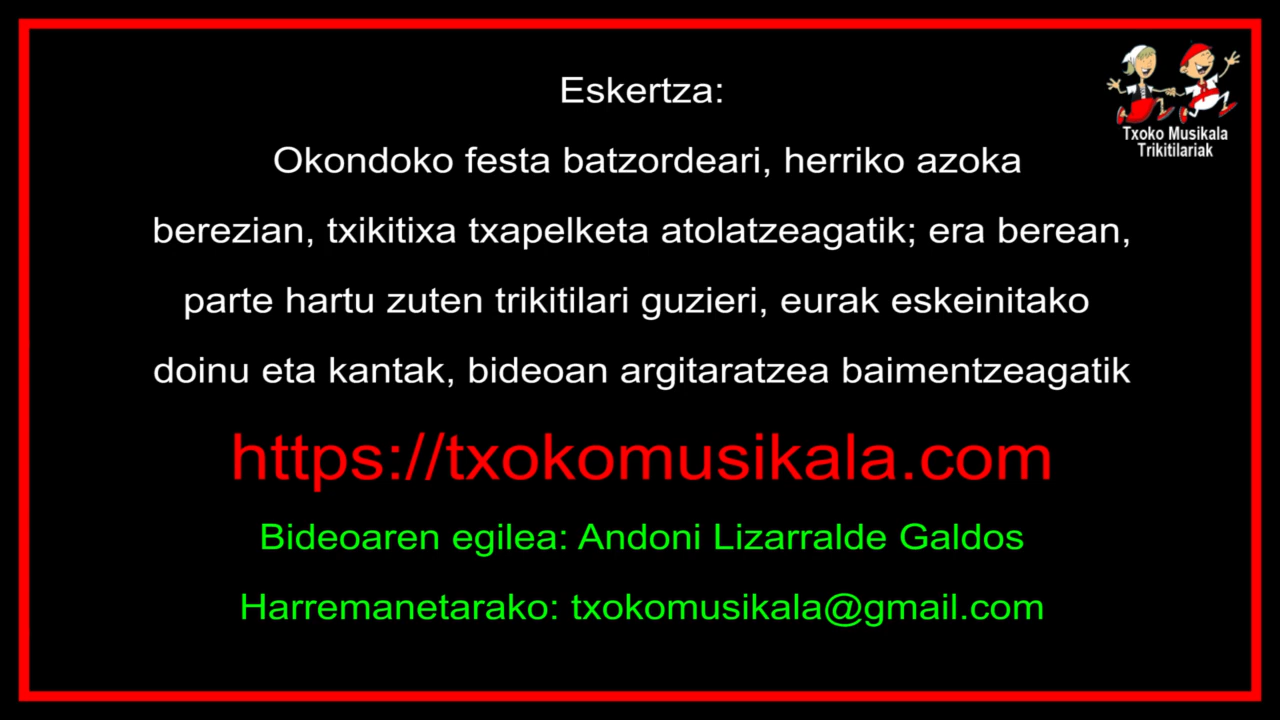 Eskertza:
Txoko Musikala
Trikitilariak
Okondoko festa batzordeari, herriko azoka
berezian, txikitixa txapelketa atolatzeagatik; era berean,
parte hartu zuten trikitilari guzieri, eurak eskeinitako
doinu eta kantak, bideoan argitaratzea baimentzeagatik
https://txokomusikala.com
Bideoaren egilea: Andoni Lizarralde Galdos
Harremanetarako: txokomusikala@gmail.com